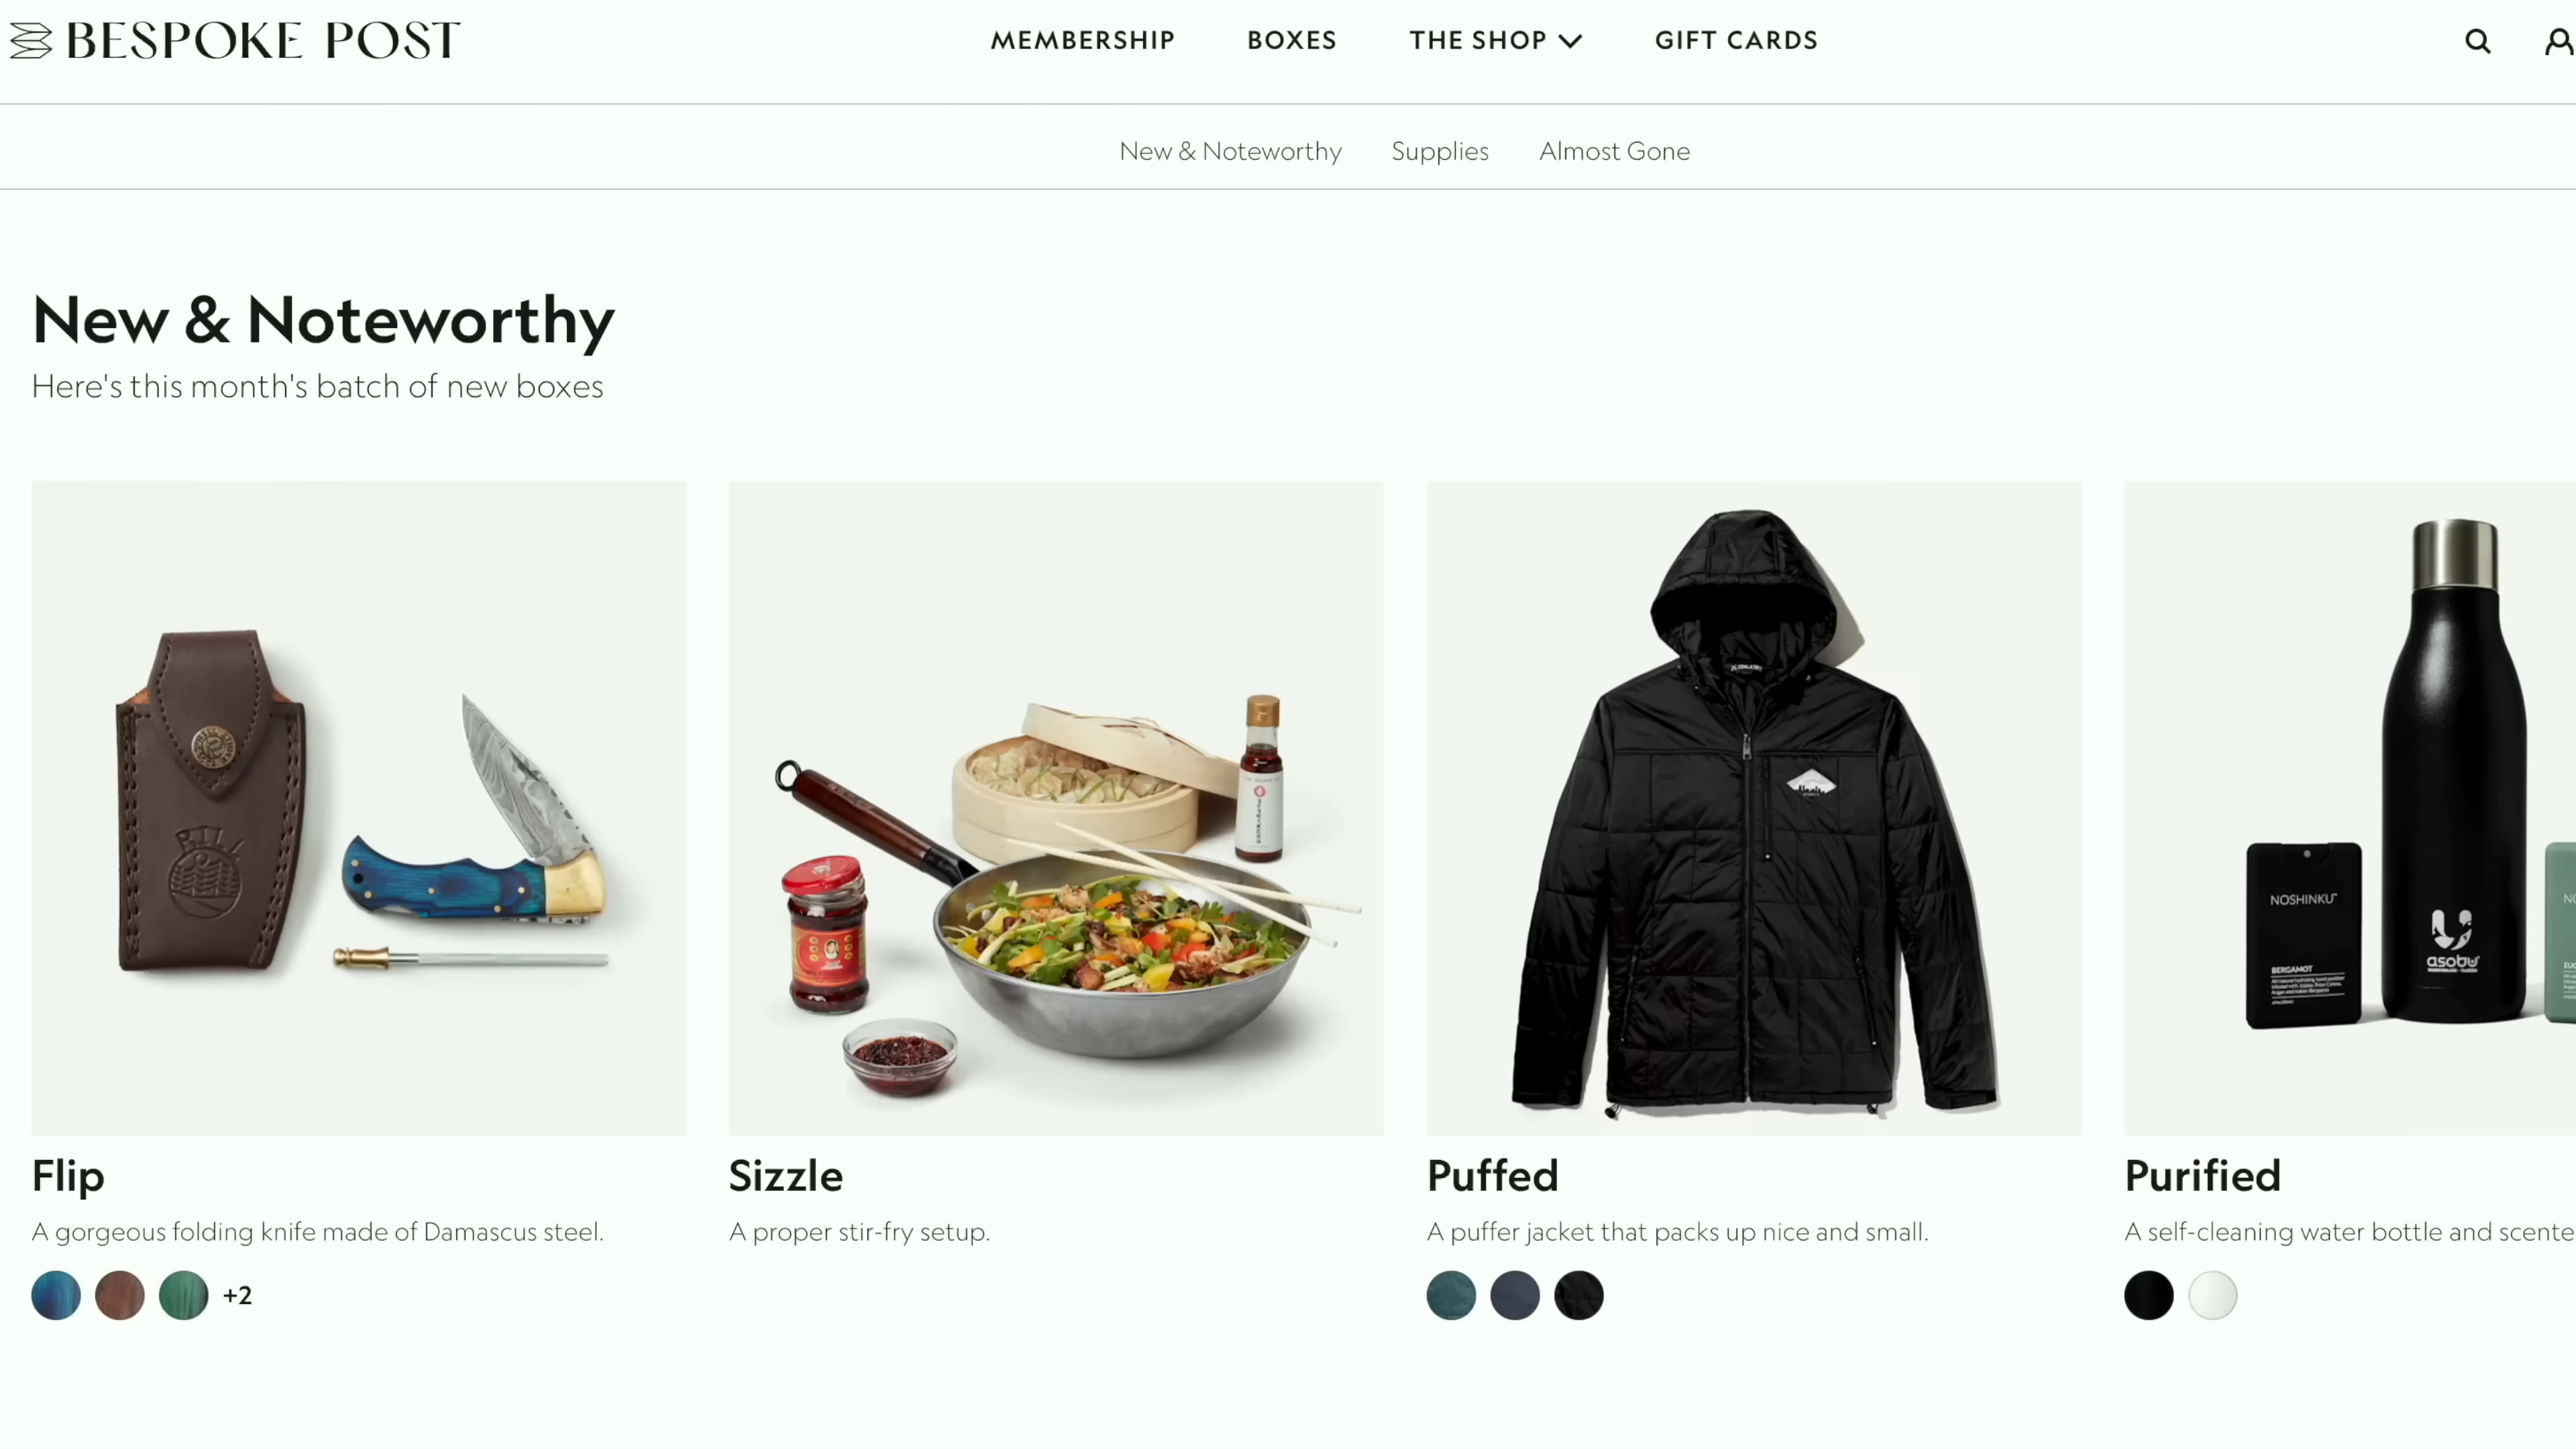 BESPOKE POST
MEMBERSHIP
BOXES
THE SHOP
GIFT CARDS
New & Noteworthy
Supplies
Almost Gone
New & Noteworthy
Here's this month's batch of new boxes
NOSHINKU
BERGAMOT
asobu
Flip
A gorgeous folding knife made of Damascus steel.
+2
Sizzle
A proper stir-fry setup.
Puffed
A puffer jacket that packs up nice and small.
Purified
A self-cleaning water bottle and scente